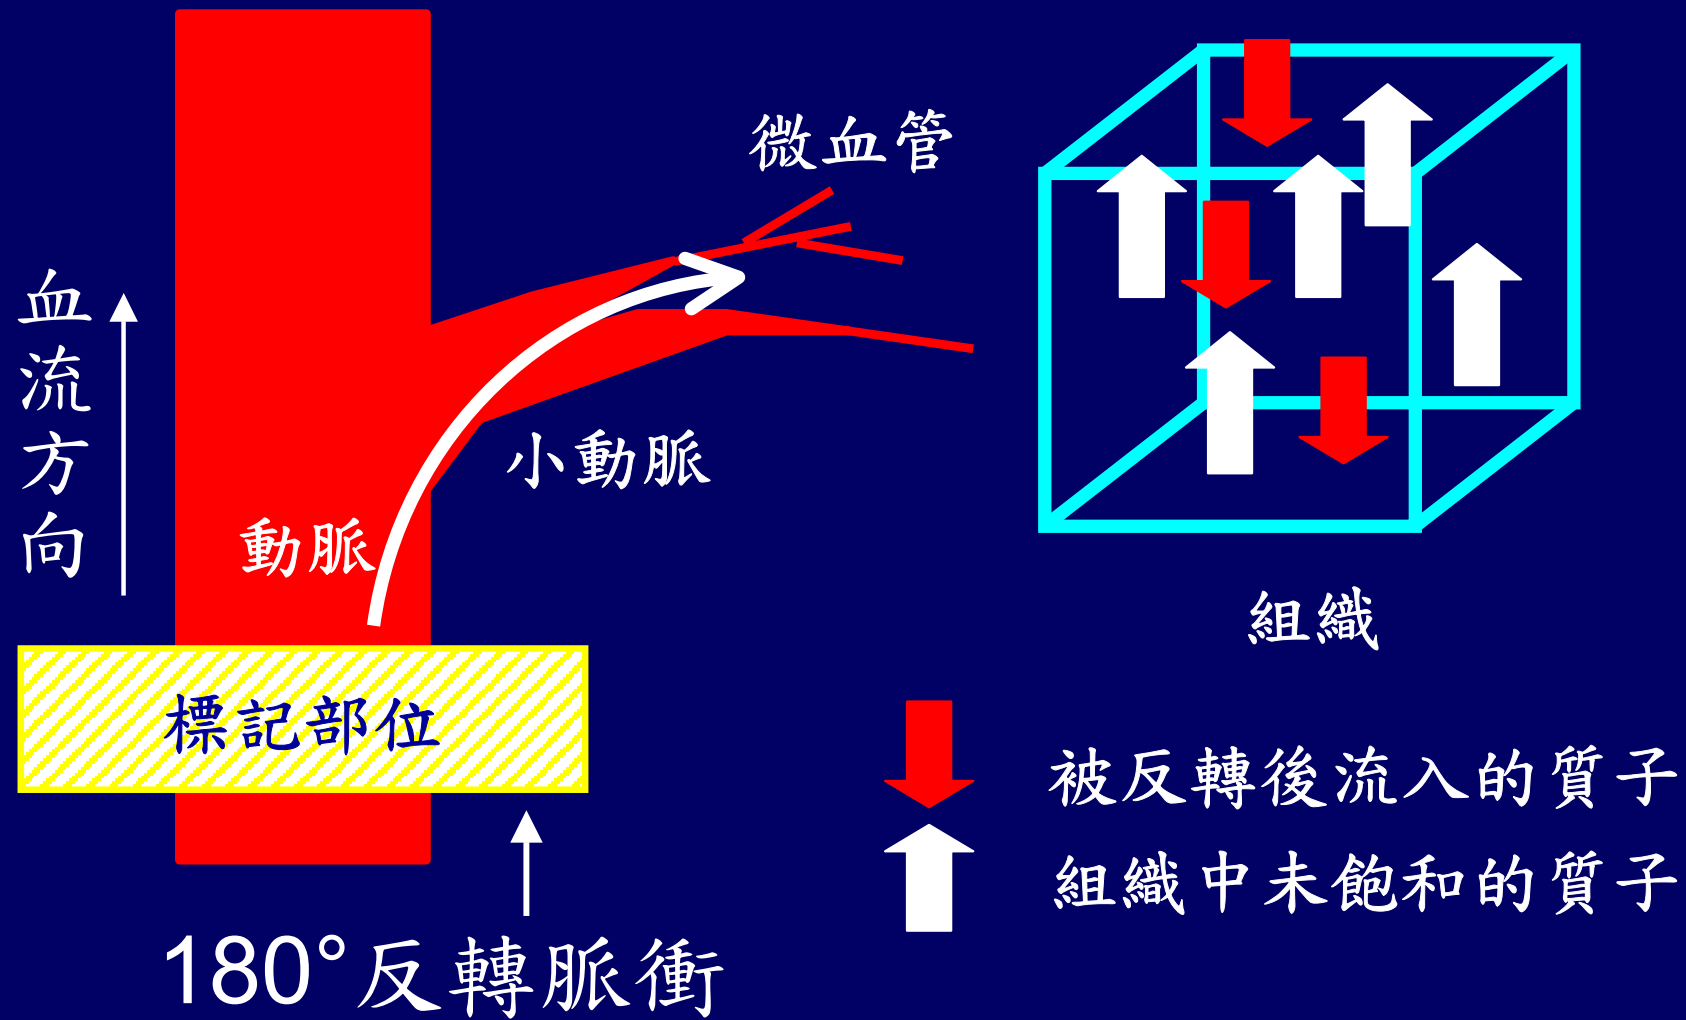 微血管
血流方向
小動脈
動脈
組織
標記部位
被反轉後流入的質子
組織中未飽和的質子
180°反轉脈衝